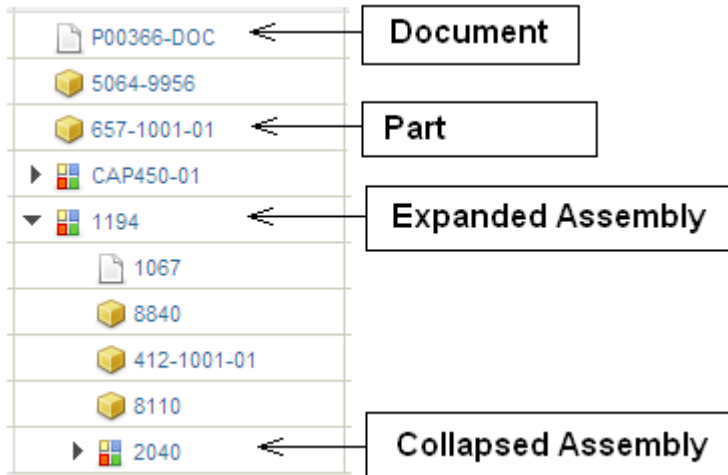 P00366-DOC Document
5064-9956
657-1001-01 Part
CAP450-01
1194 Expanded Assembly
1067
8840
412-1001-01
8110
2040 Collapsed Assembly